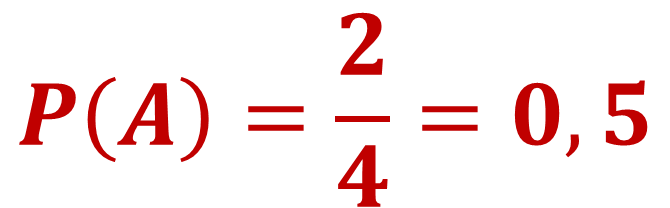 P(A) = 2/4 = 0,5